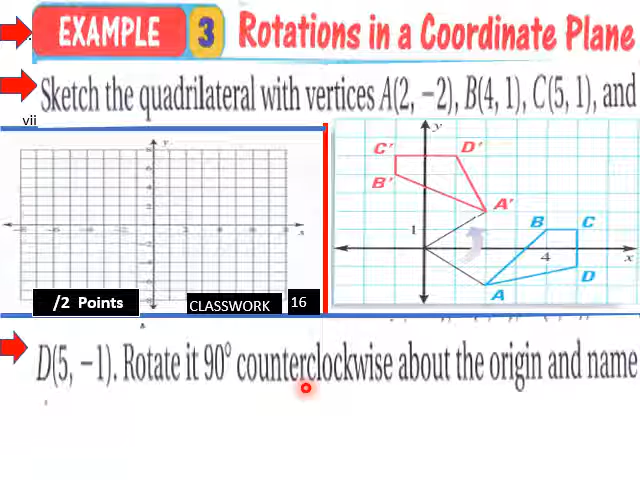 EXAMPLE 3 Rotations in a Coordinate Plane
Sketch the quadrilateral with vertices A(2, −2), B(4, 1), C(5, 1), and
vii
y
x
/2 Points
CLASSWORK 16
y
C' D'
B'
A'
1
B C
4
x
D
A
D(5, −1). Rotate it 90° counterclockwise about the origin and name